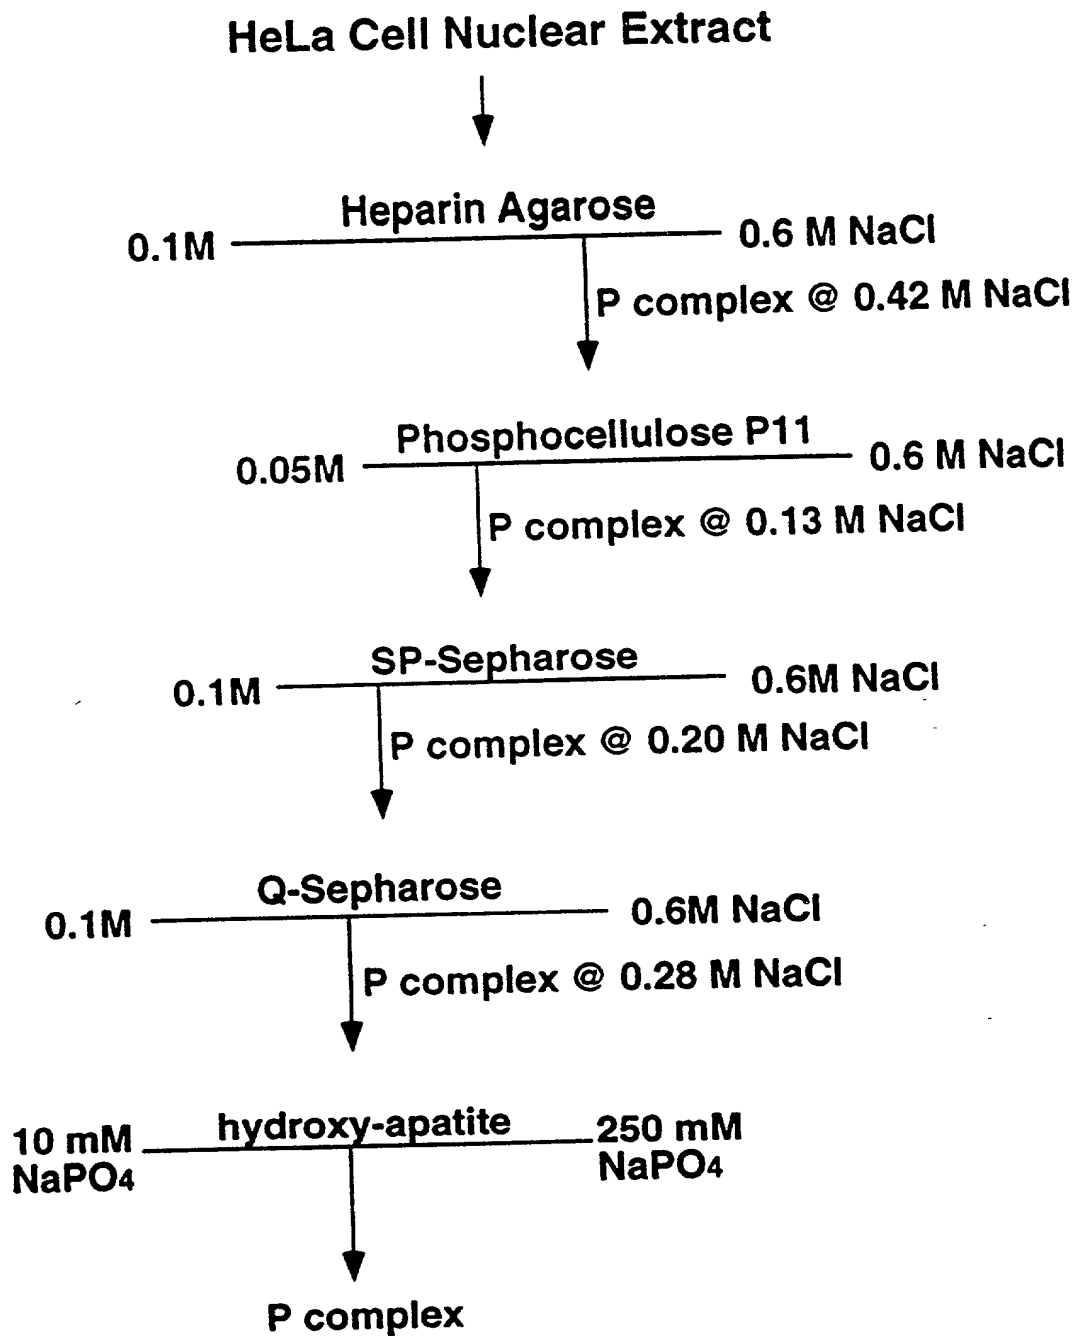 HeLa Cell Nuclear Extract
Heparin Agarose
0.1M
0.6 M NaCl
P complex @ 0.42 M NaCl
Phosphocellulose P11
0.05M
0.6 M NaCl
P complex @ 0.13 M NaCl
SP-Sepharose
0.1M
0.6M NaCl
P complex @ 0.20 M NaCl
Q-Sepharose
0.1M
0.6M NaCl
P complex @ 0.28 M NaCl
hydroxy-apatite
10 mM
NaPO4
250 mM
NaPO4
P complex